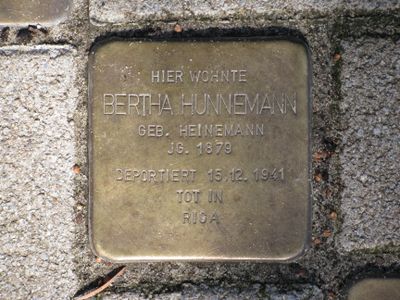 HIER WOHNTE
BERTHA HUNNEMANN
GEB. HEINEMANN
JG. 1879
DEPORTIERT 15.12.1941
TOT IN
RIGA